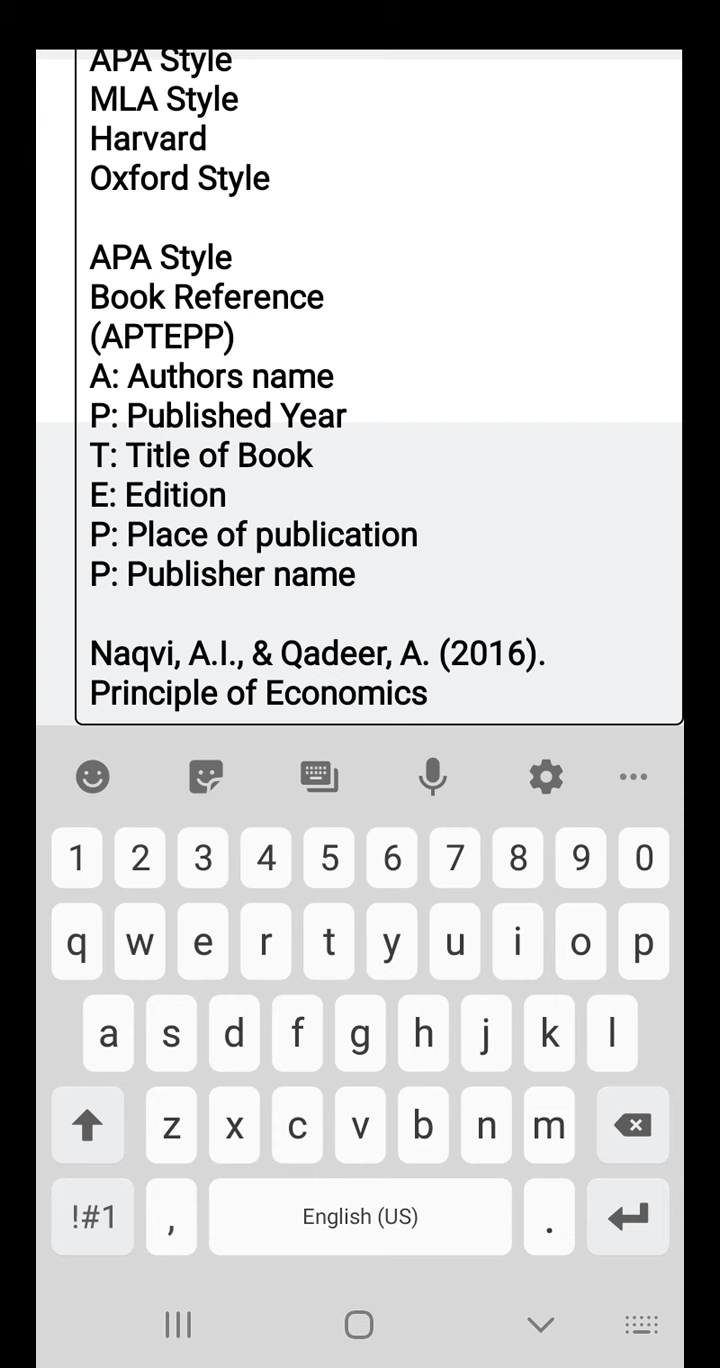 APA Style
MLA Style
Harvard
Oxford Style
APA Style
Book Reference
(APTEPP)
A: Authors name
P: Published Year
T: Title of Book
E: Edition
P: Place of publication
P: Publisher name
Naqvi, A.I., & Qadeer, A. (2016).
Principle of Economics
1 2 3 4 5 6 7 8 9 0
q w e r t y u i o p
a s d f g h j k l
z x c v b n m
!#1 , English (US) .